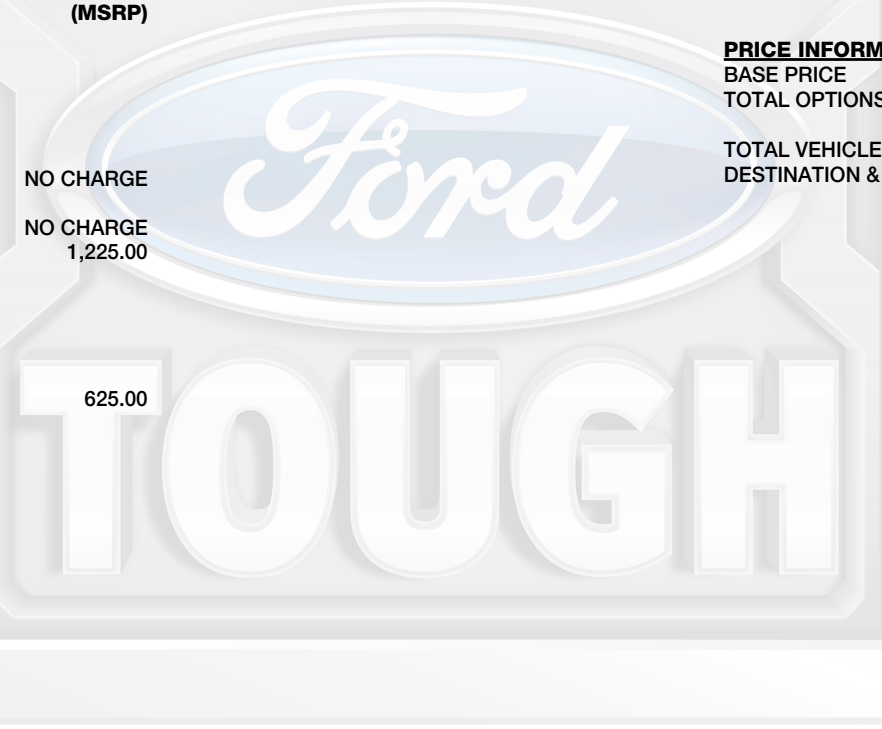 (MSRP)
NO CHARGE
NO CHARGE
1,225.00
625.00
PRICE INFORM
BASE PRICE
TOTAL OPTIONS
TOTAL VEHICLE
DESTINATION &
Ford
TOUGH